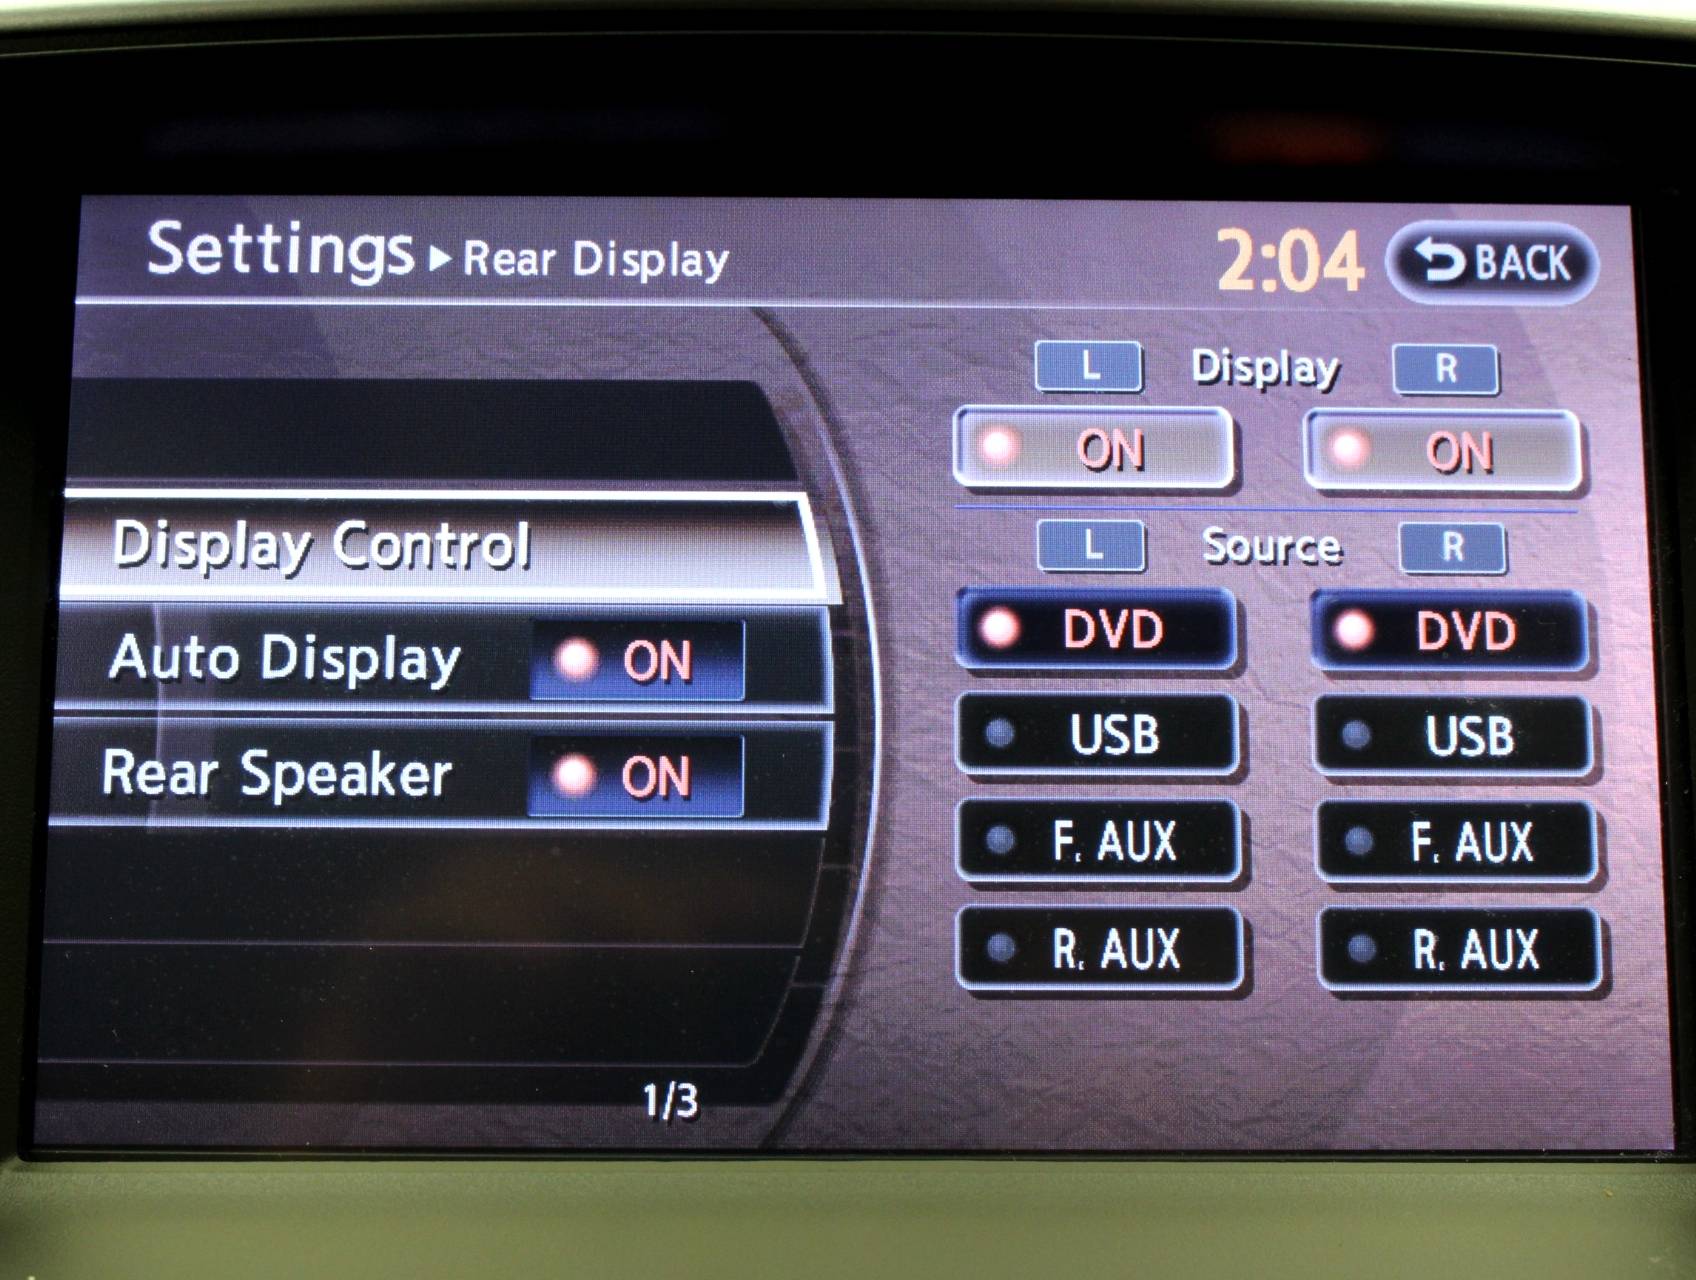 Settings ▸ Rear Display 2:04 BACK
L Display R
ON ON
L Source R
Display Control
DVD DVD
Auto Display ON
USB USB
Rear Speaker ON
F. AUX F. AUX
R. AUX R. AUX
1/3